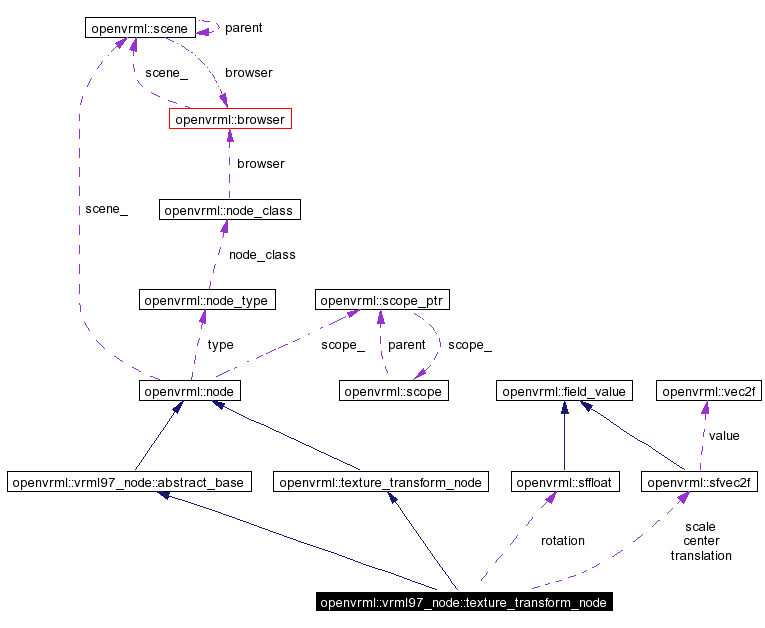 openvrml::scene
parent
scene_
browser
openvrml::browser
browser
scene_
openvrml::node_class
node_class
openvrml::node_type
openvrml::scope_ptr
type
scope_
parent
scope_
openvrml::node
openvrml::scope
openvrml::field_value
openvrml::vec2f
value
openvrml::vrml97_node::abstract_base
openvrml::texture_transform_node
openvrml::sffloat
openvrml::sfvec2f
rotation
scale
center
translation
openvrml::vrml97_node::texture_transform_node